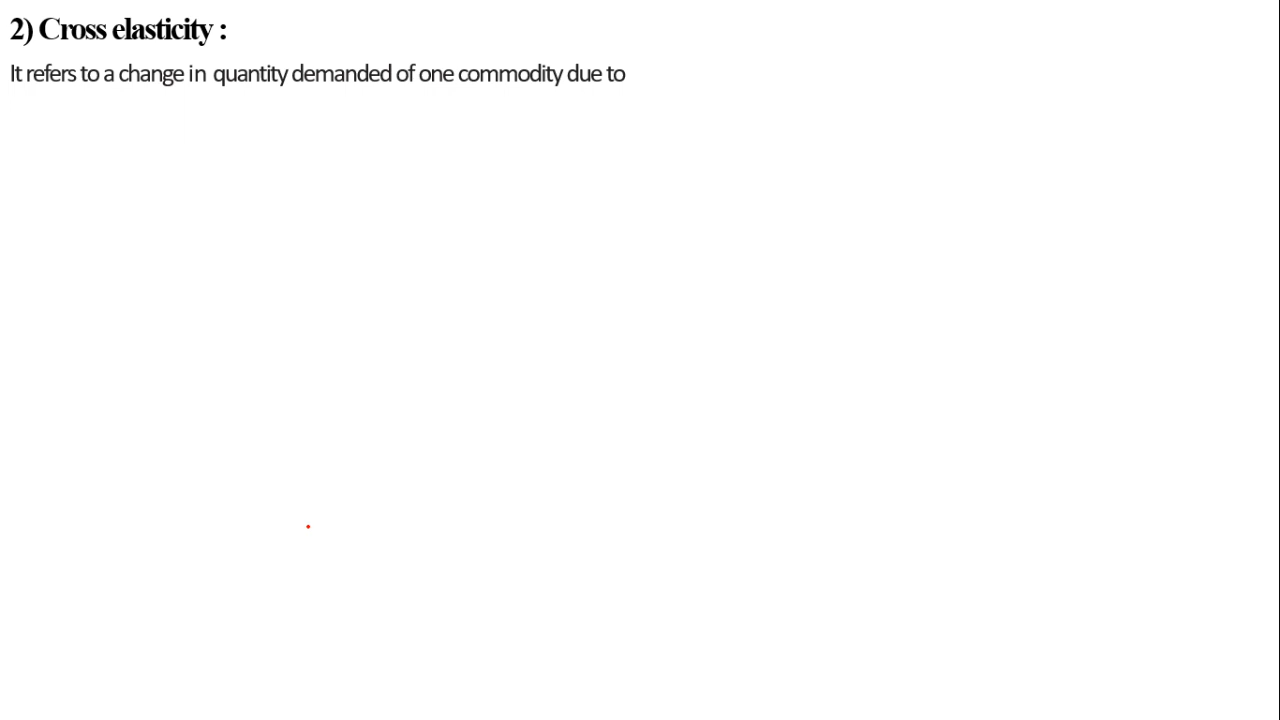 2) Cross elasticity :
It refers to a change in quantity demanded of one commodity due to